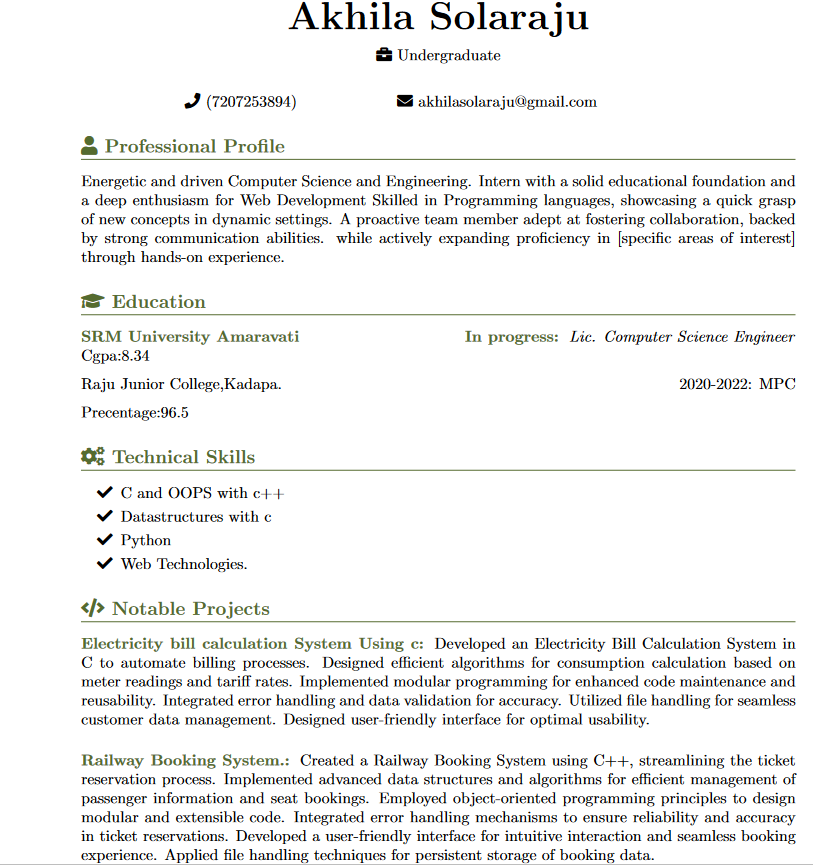 Akhila Solaraju
Undergraduate
(7207253894) akhilasolaraju@gmail.com
Professional Profile
Energetic and driven Computer Science and Engineering. Intern with a solid educational foundation and
a deep enthusiasm for Web Development Skilled in Programming languages, showcasing a quick grasp
of new concepts in dynamic settings. A proactive team member adept at fostering collaboration, backed
by strong communication abilities. while actively expanding proficiency in [specific areas of interest]
through hands-on experience.
Education
SRM University Amaravati In progress: Lic. Computer Science Engineer
Cgpa:8.34
Raju Junior College,Kadapa. 2020-2022: MPC
Precentage:96.5
Technical Skills
C and OOPS with c++
Datastructures with c
Python
Web Technologies.
Notable Projects
Electricity bill calculation System Using c: Developed an Electricity Bill Calculation System in
C to automate billing processes. Designed efficient algorithms for consumption calculation based on
meter readings and tariff rates. Implemented modular programming for enhanced code maintenance and
reusability. Integrated error handling and data validation for accuracy. Utilized file handling for seamless
customer data management. Designed user-friendly interface for optimal usability.
Railway Booking System.: Created a Railway Booking System using C++, streamlining the ticket
reservation process. Implemented advanced data structures and algorithms for efficient management of
passenger information and seat bookings. Employed object-oriented programming principles to design
modular and extensible code. Integrated error handling mechanisms to ensure reliability and accuracy
in ticket reservations. Developed a user-friendly interface for intuitive interaction and seamless booking
experience. Applied file handling techniques for persistent storage of booking data.